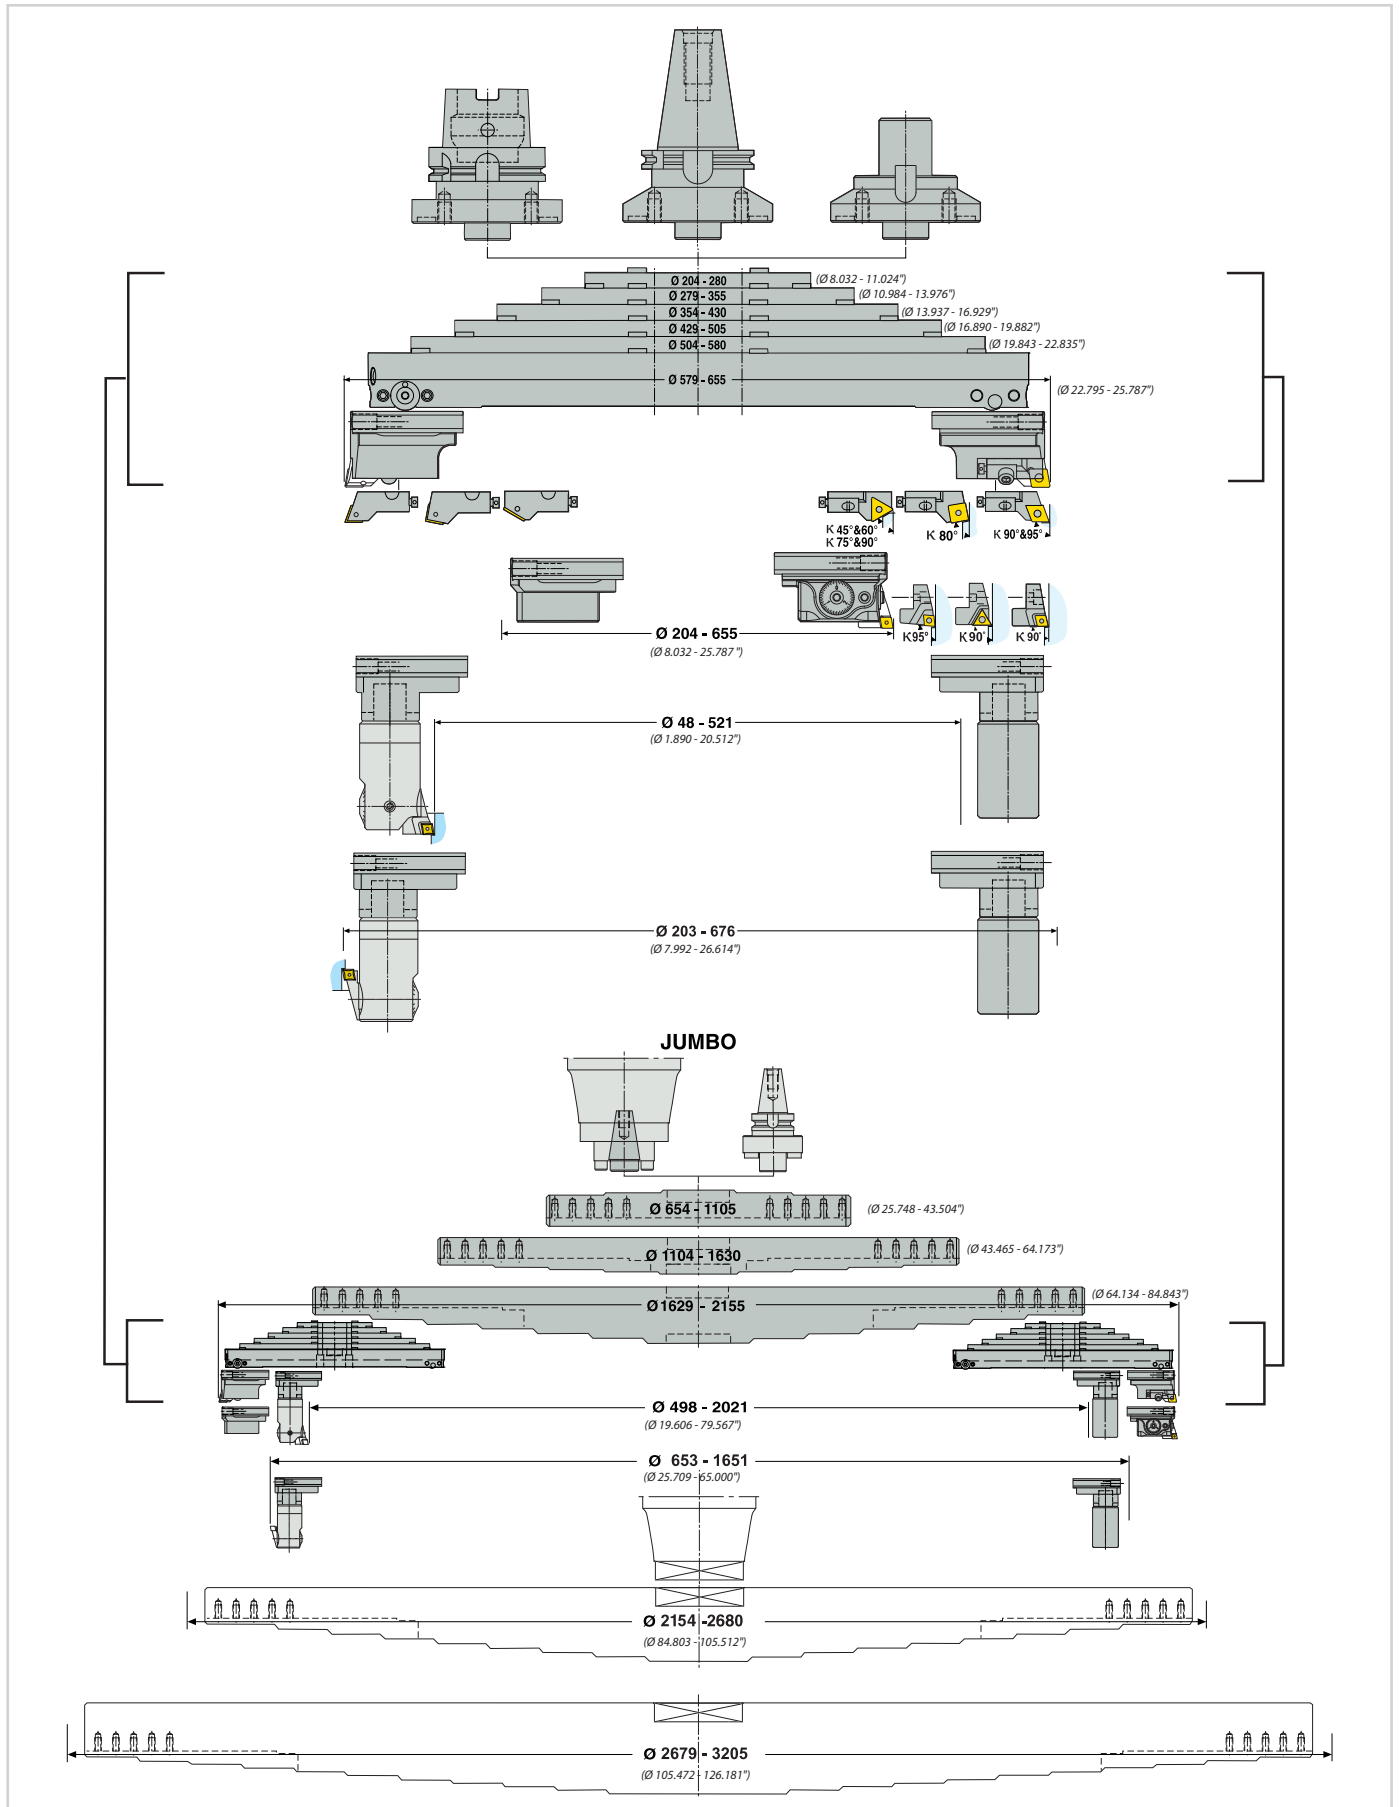 Ø 204 - 280 (Ø 8.032 - 11.024")
Ø 279 - 355 (Ø 10.984 - 13.976")
Ø 354 - 430 (Ø 13.937 - 16.929")
Ø 429 - 505 (Ø 16.890 - 19.882")
Ø 504 - 580 (Ø 19.843 - 22.835")
Ø 579 - 655 (Ø 22.795 - 25.787")
K 45°&60° K 80° K 90°&95°
K 75°&90°
Ø 204 - 655 K95° K90° K 90°
(Ø 8.032 - 25.787 ")
Ø 48 - 521
(Ø 1.890 - 20.512")
Ø 203 - 676
(Ø 7.992 - 26.614")
JUMBO
Ø 654 - 1105 (Ø 25.748 - 43.504")
Ø 1104 - 1630 (Ø 43.465 - 64.173")
Ø 1629 - 2155 (Ø 64.134 - 84.843")
Ø 498 - 2021
(Ø 19.606 - 79.567")
Ø 653 - 1651
(Ø 25.709 - 65.000")
Ø 2154 -2680
(Ø 84.803 - 105.512")
Ø 2679 - 3205
(Ø 105.472 - 126.181")